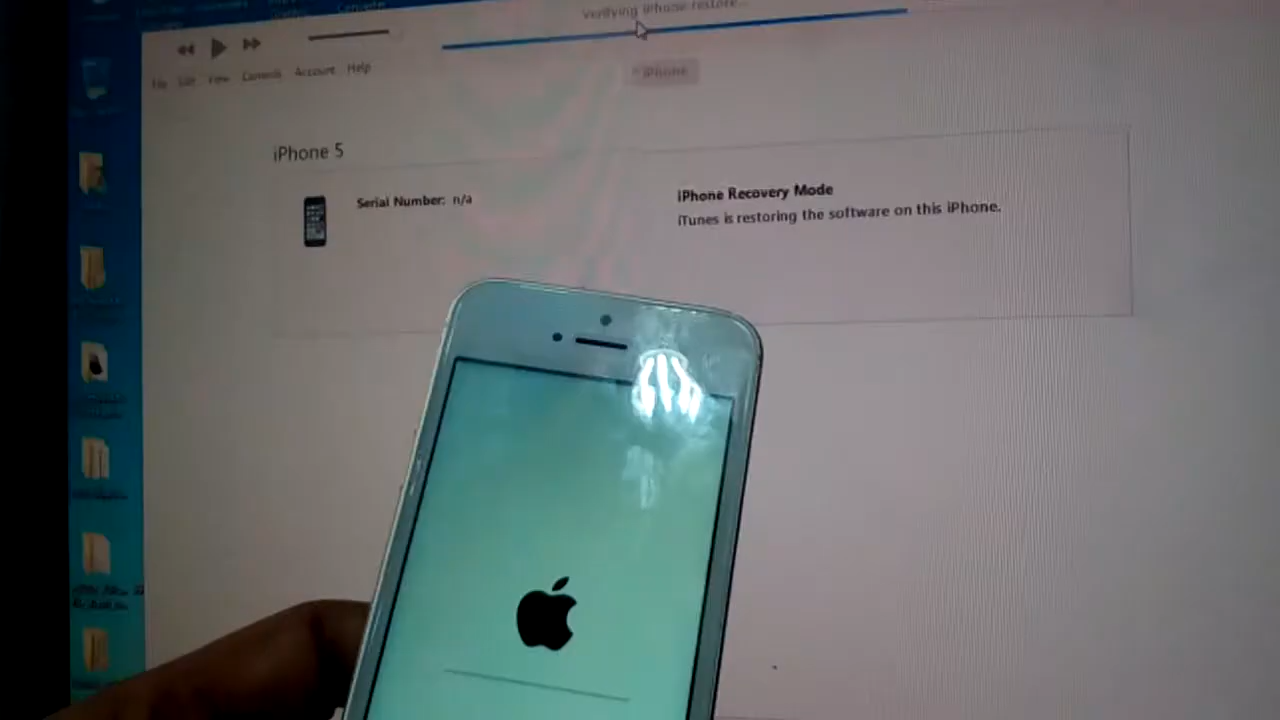 Verifying iPhone restore...
File Edit View Controls Account Help
iPhone
iPhone 5
Serial Number: n/a
iPhone Recovery Mode
iTunes is restoring the software on this iPhone.